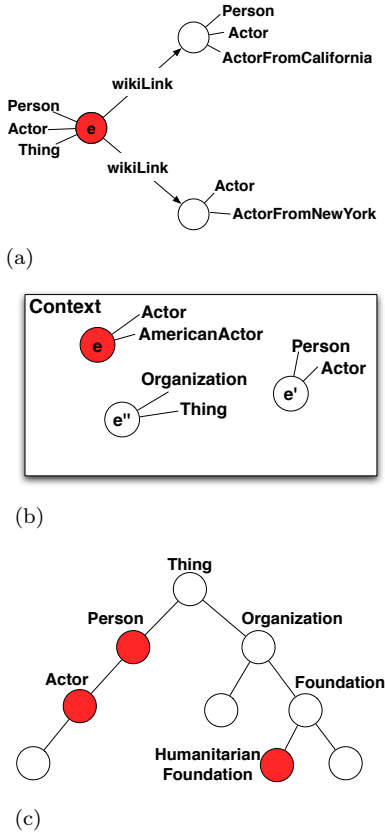 Person
Actor
ActorFromCalifornia
wikiLink
Person
Actor
Thing
e
wikiLink
Actor
ActorFromNewYork
(a)
Context
Actor
AmericanActor
e
Person
Actor
e'
Organization
Thing
e"
(b)
Thing
Person
Organization
Actor
Foundation
Humanitarian
Foundation
(c)